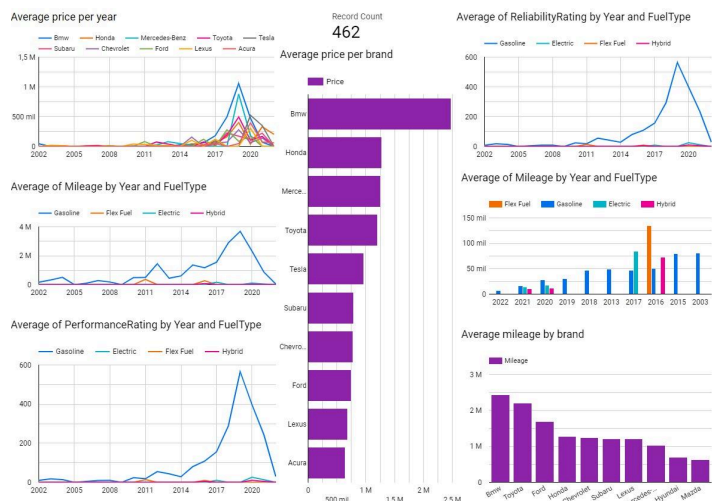 Average price per year
Bmw Honda Mercedes-Benz Toyota Tesla
Subaru Chevrolet Ford Lexus Acura
1,5 M
1 M
500 mil
0
2002 2005 2008 2011 2014 2017 2020
Average of Mileage by Year and FuelType
Gasoline Flex Fuel Electric Hybrid
4 M
2 M
0
2002 2005 2008 2011 2014 2017 2020
Average of PerformanceRating by Year and FuelType
Gasoline Electric Flex Fuel Hybrid
600
400
200
0
2002 2005 2008 2011 2014 2017 2020
Record Count
462
Average price per brand
Price
Bmw
Honda
Merce...
Toyota
Tesla
Subaru
Chevro...
Ford
Lexus
Acura
0 1 M 2 M
500 mil 1,5 M 2,5 M
Average of ReliabilityRating by Year and FuelType
Gasoline Electric Flex Fuel Hybrid
600
400
200
0
2002 2005 2008 2011 2014 2017 2020
Average of Mileage by Year and FuelType
Flex Fuel Gasoline Electric Hybrid
150 mil
100 mil
50 mil
0
2022 2021 2020 2019 2018 2013 2017 2016 2015 2003
Average mileage by brand
Mileage
3 M
2 M
1 M
0
Bmw Toyota Ford Honda Chevrolet Subaru Lexus Hyundai Mazda